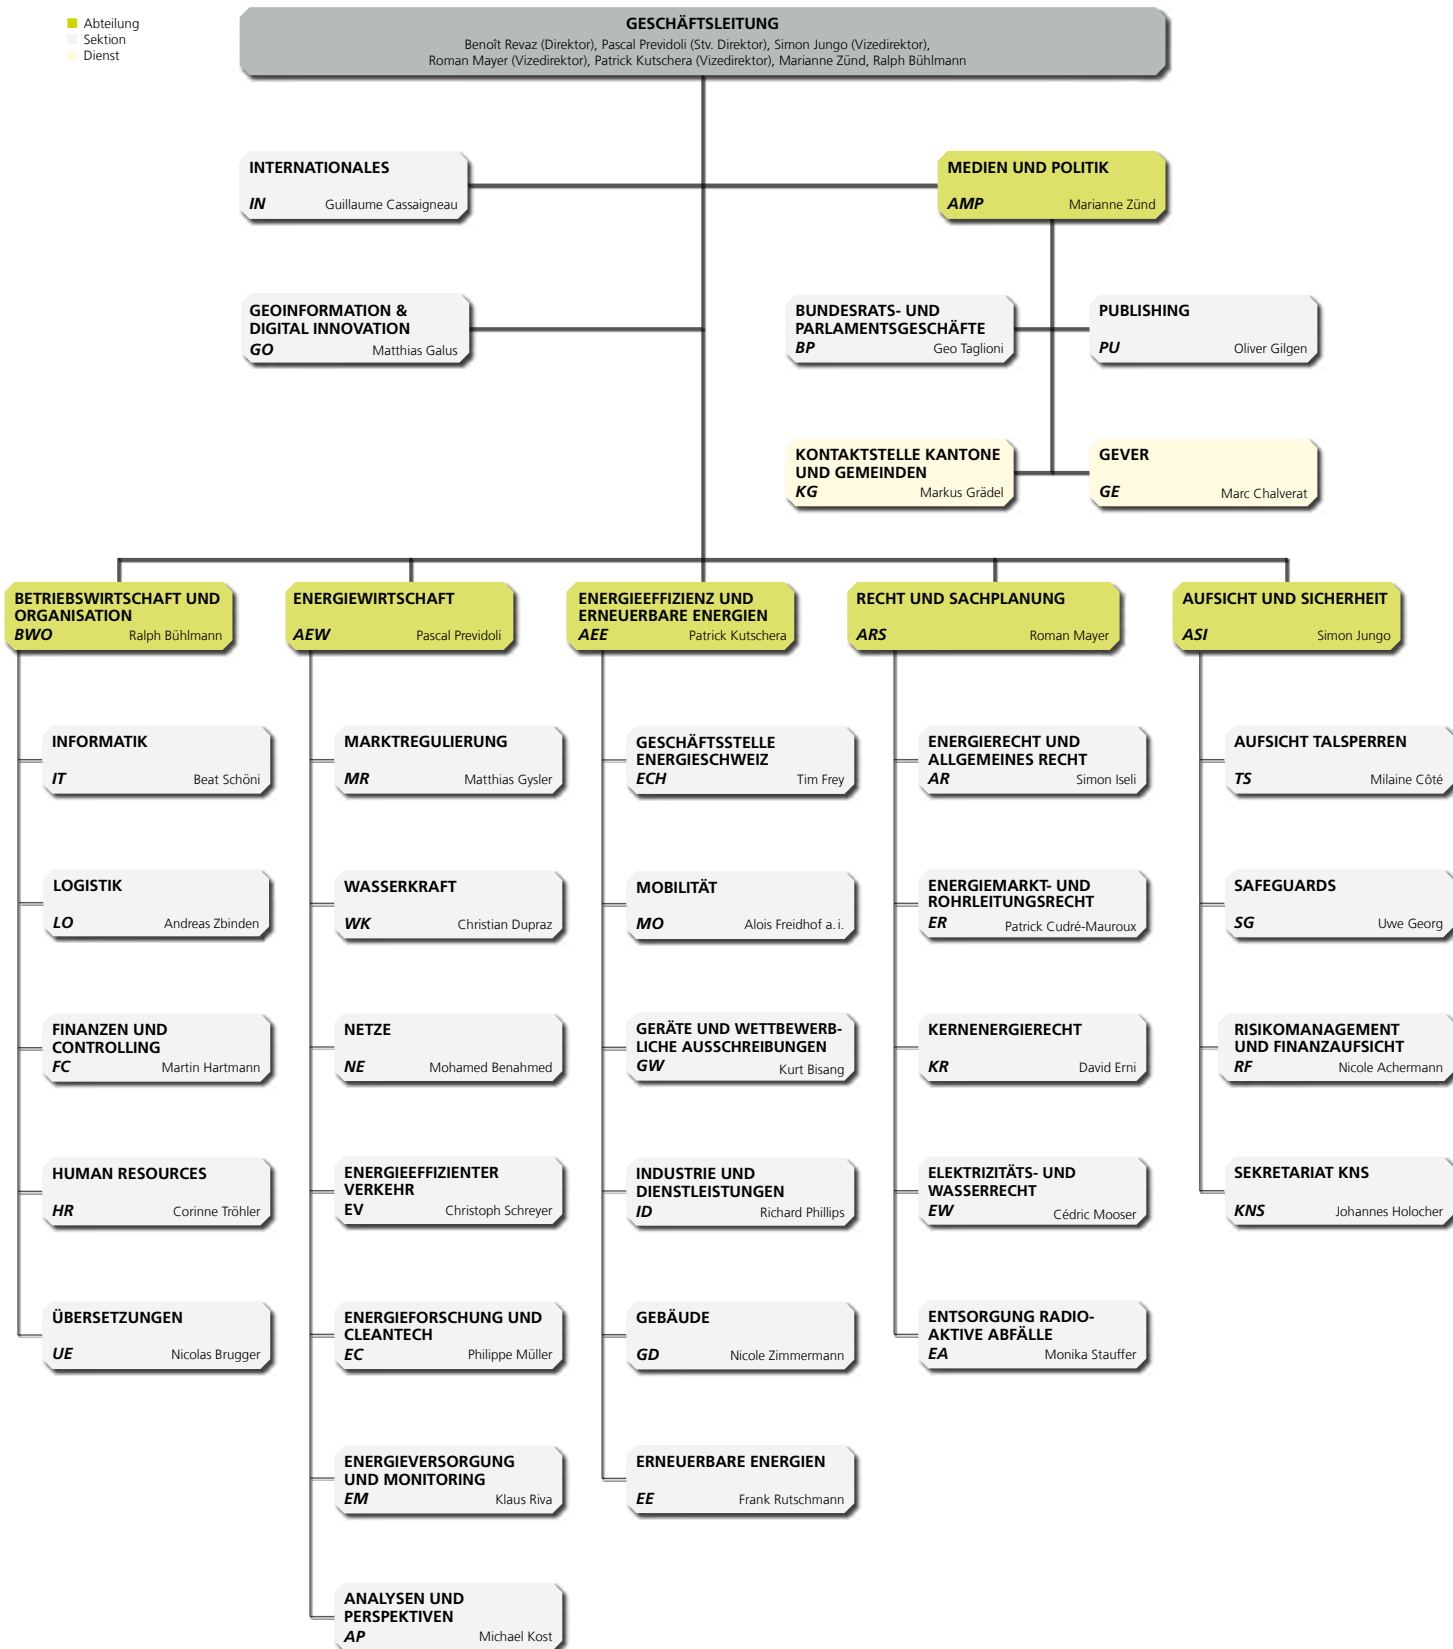 Abteilung
Sektion
Dienst
GESCHÄFTSLEITUNG
Benoît Revaz (Direktor), Pascal Previdoli (Stv. Direktor), Simon Jungo (Vizedirektor),
Roman Mayer (Vizedirektor), Patrick Kutschera (Vizedirektor), Marianne Zünd, Ralph Bühlmann
INTERNATIONALES
IN Guillaume Cassaigneau
MEDIEN UND POLITIK
AMP Marianne Zünd
GEOINFORMATION &
DIGITAL INNOVATION
GO Matthias Galus
BUNDESRATS- UND
PARLAMENTSGESCHÄFTE
BP Geo Taglioni
PUBLISHING
PU Oliver Gilgen
KONTAKTSTELLE KANTONE
UND GEMEINDEN
KG Markus Grädel
GEVER
GE Marc Chalverat
BETRIEBSWIRTSCHAFT UND
ORGANISATION
BWO Ralph Bühlmann
INFORMATIK
IT Beat Schöni
LOGISTIK
LO Andreas Zbinden
FINANZEN UND
CONTROLLING
FC Martin Hartmann
HUMAN RESOURCES
HR Corinne Tröhler
ÜBERSETZUNGEN
UE Nicolas Brugger
ENERGIEWIRTSCHAFT
AEW Pascal Previdoli
MARKTREGULIERUNG
MR Matthias Gysler
WASSERKRAFT
WK Christian Dupraz
NETZE
NE Mohamed Benahmed
ENERGIEEFFIZIENTER
VERKEHR
EV Christoph Schreyer
ENERGIEFORSCHUNG UND
CLEANTECH
EC Philippe Müller
ENERGIEVERSORGUNG
UND MONITORING
EM Klaus Riva
ANALYSEN UND
PERSPEKTIVEN
AP Michael Kost
ENERGIEEFFIZIENZ UND
ERNEUERBARE ENERGIEN
AEE Patrick Kutschera
GESCHÄFTSSTELLE
ENERGIESCHWEIZ
ECH Tim Frey
MOBILITÄT
MO Alois Freidhof a.i.
GERÄTE UND WETTBEWERB-
LICHE AUSSCHREIBUNGEN
GW Kurt Bisang
INDUSTRIE UND
DIENSTLEISTUNGEN
ID Richard Phillips
GEBÄUDE
GD Nicole Zimmermann
ERNEUERBARE ENERGIEN
EE Frank Rutschmann
RECHT UND SACHPLANUNG
ARS Roman Mayer
ENERGIERECHT UND
ALLGEMEINES RECHT
AR Simon Iseli
ENERGIEMARKT- UND
ROHRLEITUNGSRECHT
ER Patrick Cudré-Mauroux
KERNENERGIERECHT
KR David Erni
ELEKTRIZITÄTS- UND
WASSERRECHT
EW Cédric Mooser
ENTSORGUNG RADIO-
AKTIVE ABFÄLLE
EA Monika Stauffer
AUFSICHT UND SICHERHEIT
ASI Simon Jungo
AUFSICHT TALSPERREN
TS Milaine Côté
SAFEGUARDS
SG Uwe Georg
RISIKOMANAGEMENT
UND FINANZAUFSICHT
RF Nicole Achermann
SEKRETARIAT KNS
KNS Johannes Holocher